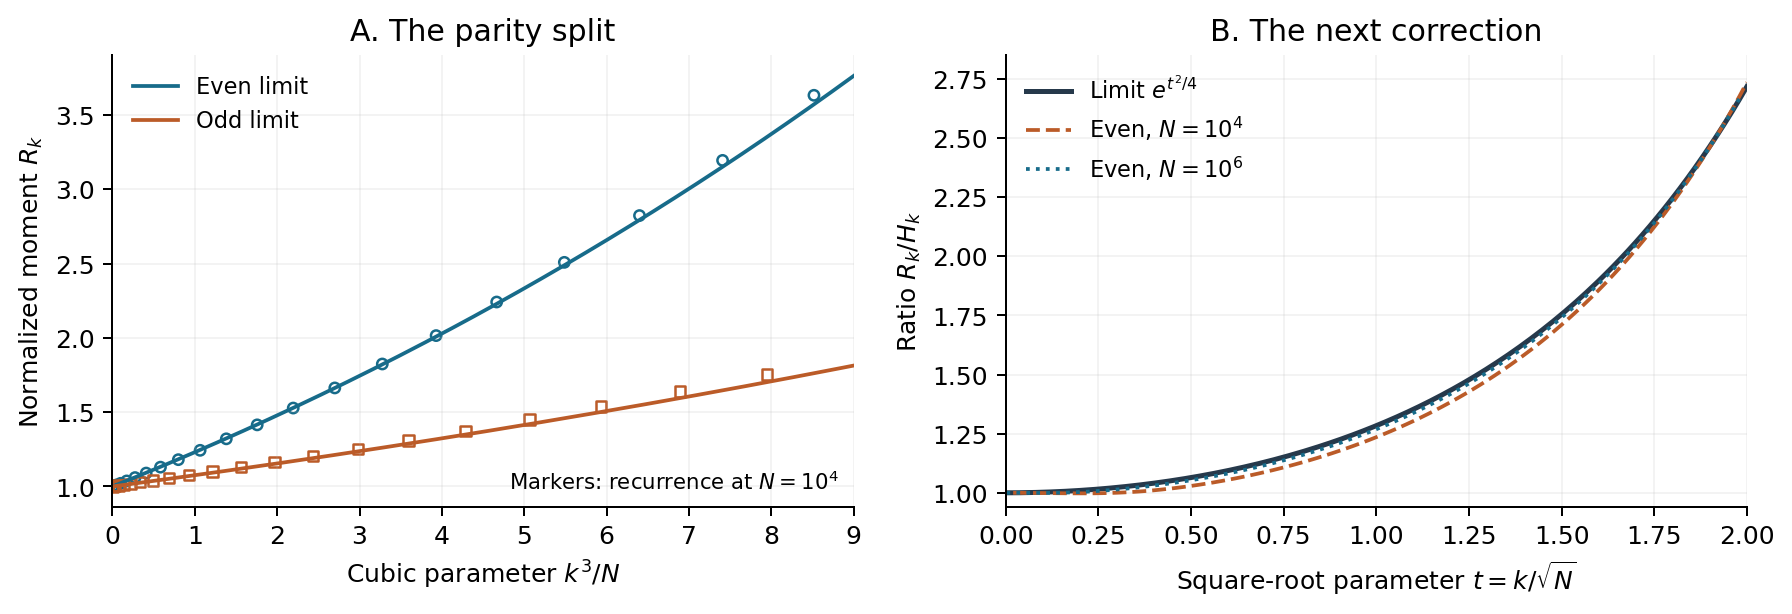 A. The parity split
Normalized moment R_k
3.5
3.0
2.5
2.0
1.5
1.0
Even limit
Odd limit
Markers: recurrence at N = 10^4
0 1 2 3 4 5 6 7 8 9
Cubic parameter k^3/N
B. The next correction
Ratio R_k/H_k
2.75
2.50
2.25
2.00
1.75
1.50
1.25
1.00
Limit e^{t^2/4}
Even, N = 10^4
Even, N = 10^6
0.00 0.25 0.50 0.75 1.00 1.25 1.50 1.75 2.00
Square-root parameter t = k/√N